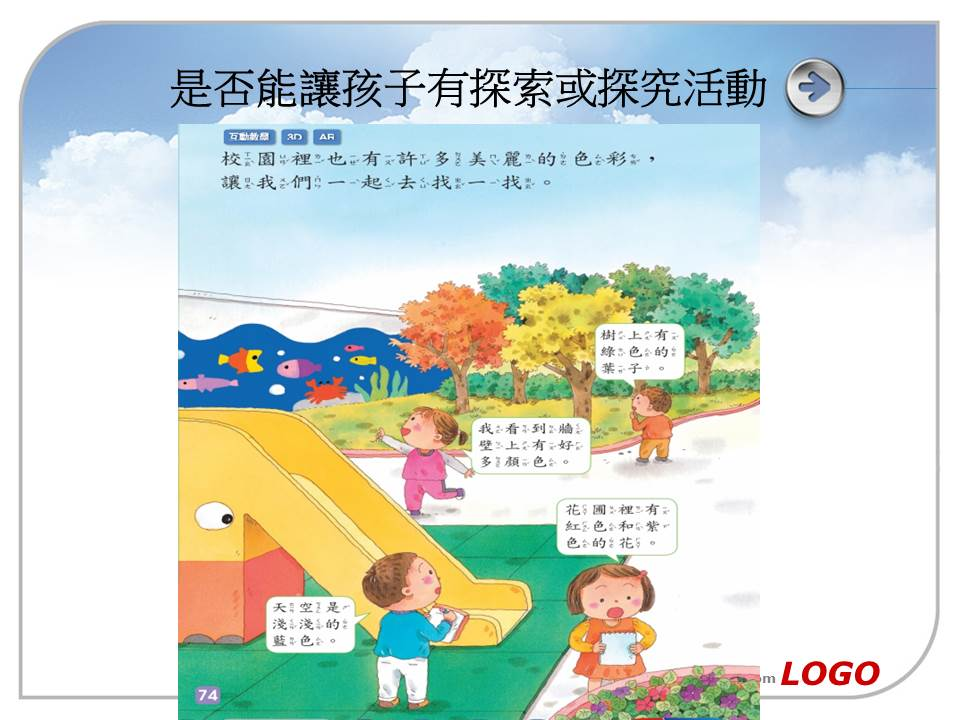 是否能讓孩子有探索或探究活動
互動教學 3D AR
校園裡也有許多美麗的色彩，
讓我們一起去找一找。
樹上有
綠色的
葉子。
我看到牆
壁上有好
多顏色。
花圃裡有
紅色和紫
色的花。
天空是
淺淺的
藍色。
74
om LOGO